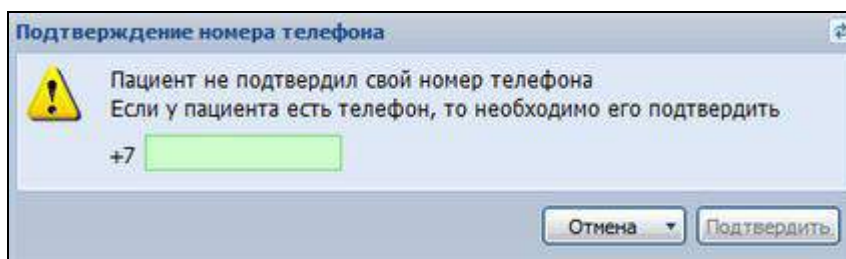 Подтверждение номера телефона
Пациент не подтвердил свой номер телефона
Если у пациента есть телефон, то необходимо его подтвердить
+7
Отмена
Подтвердить